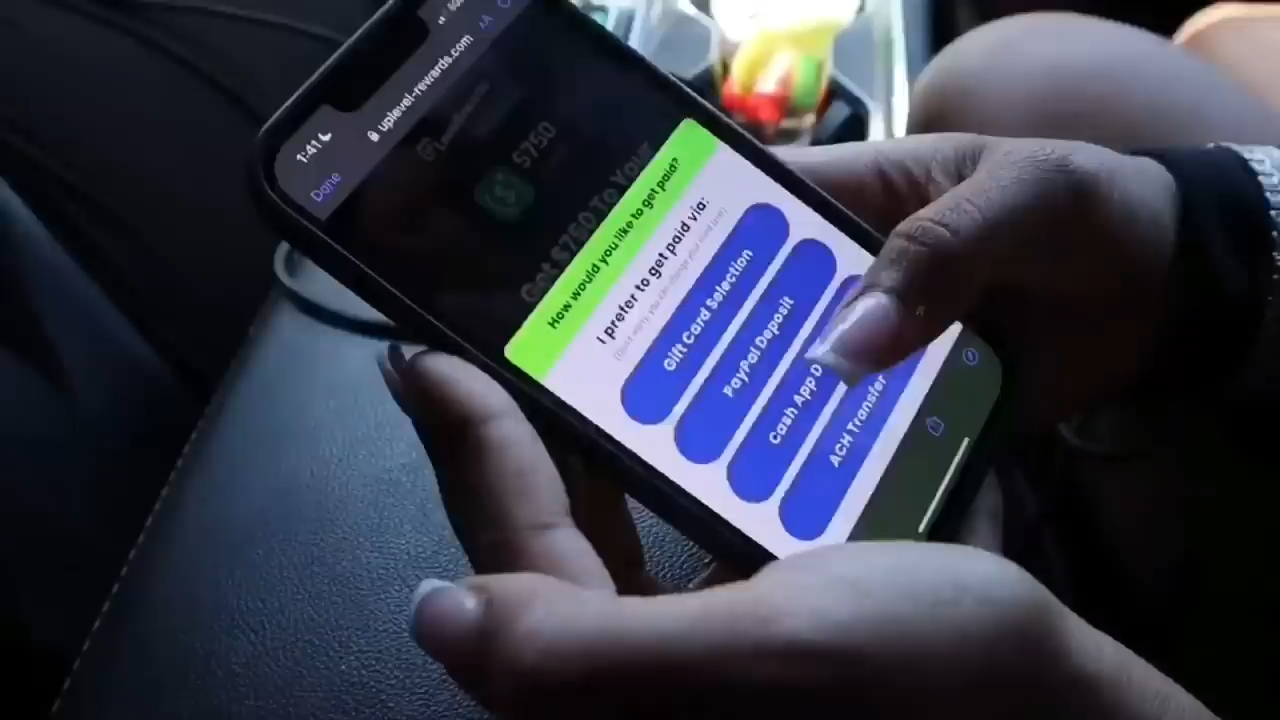 1:41
uplevel-rewards.com
AA
Done
$750
Get $750 To Your
How would you like to get paid?
I prefer to get paid via:
Gift Card Selection
PayPal Deposit
Cash App D
ACH Transfer